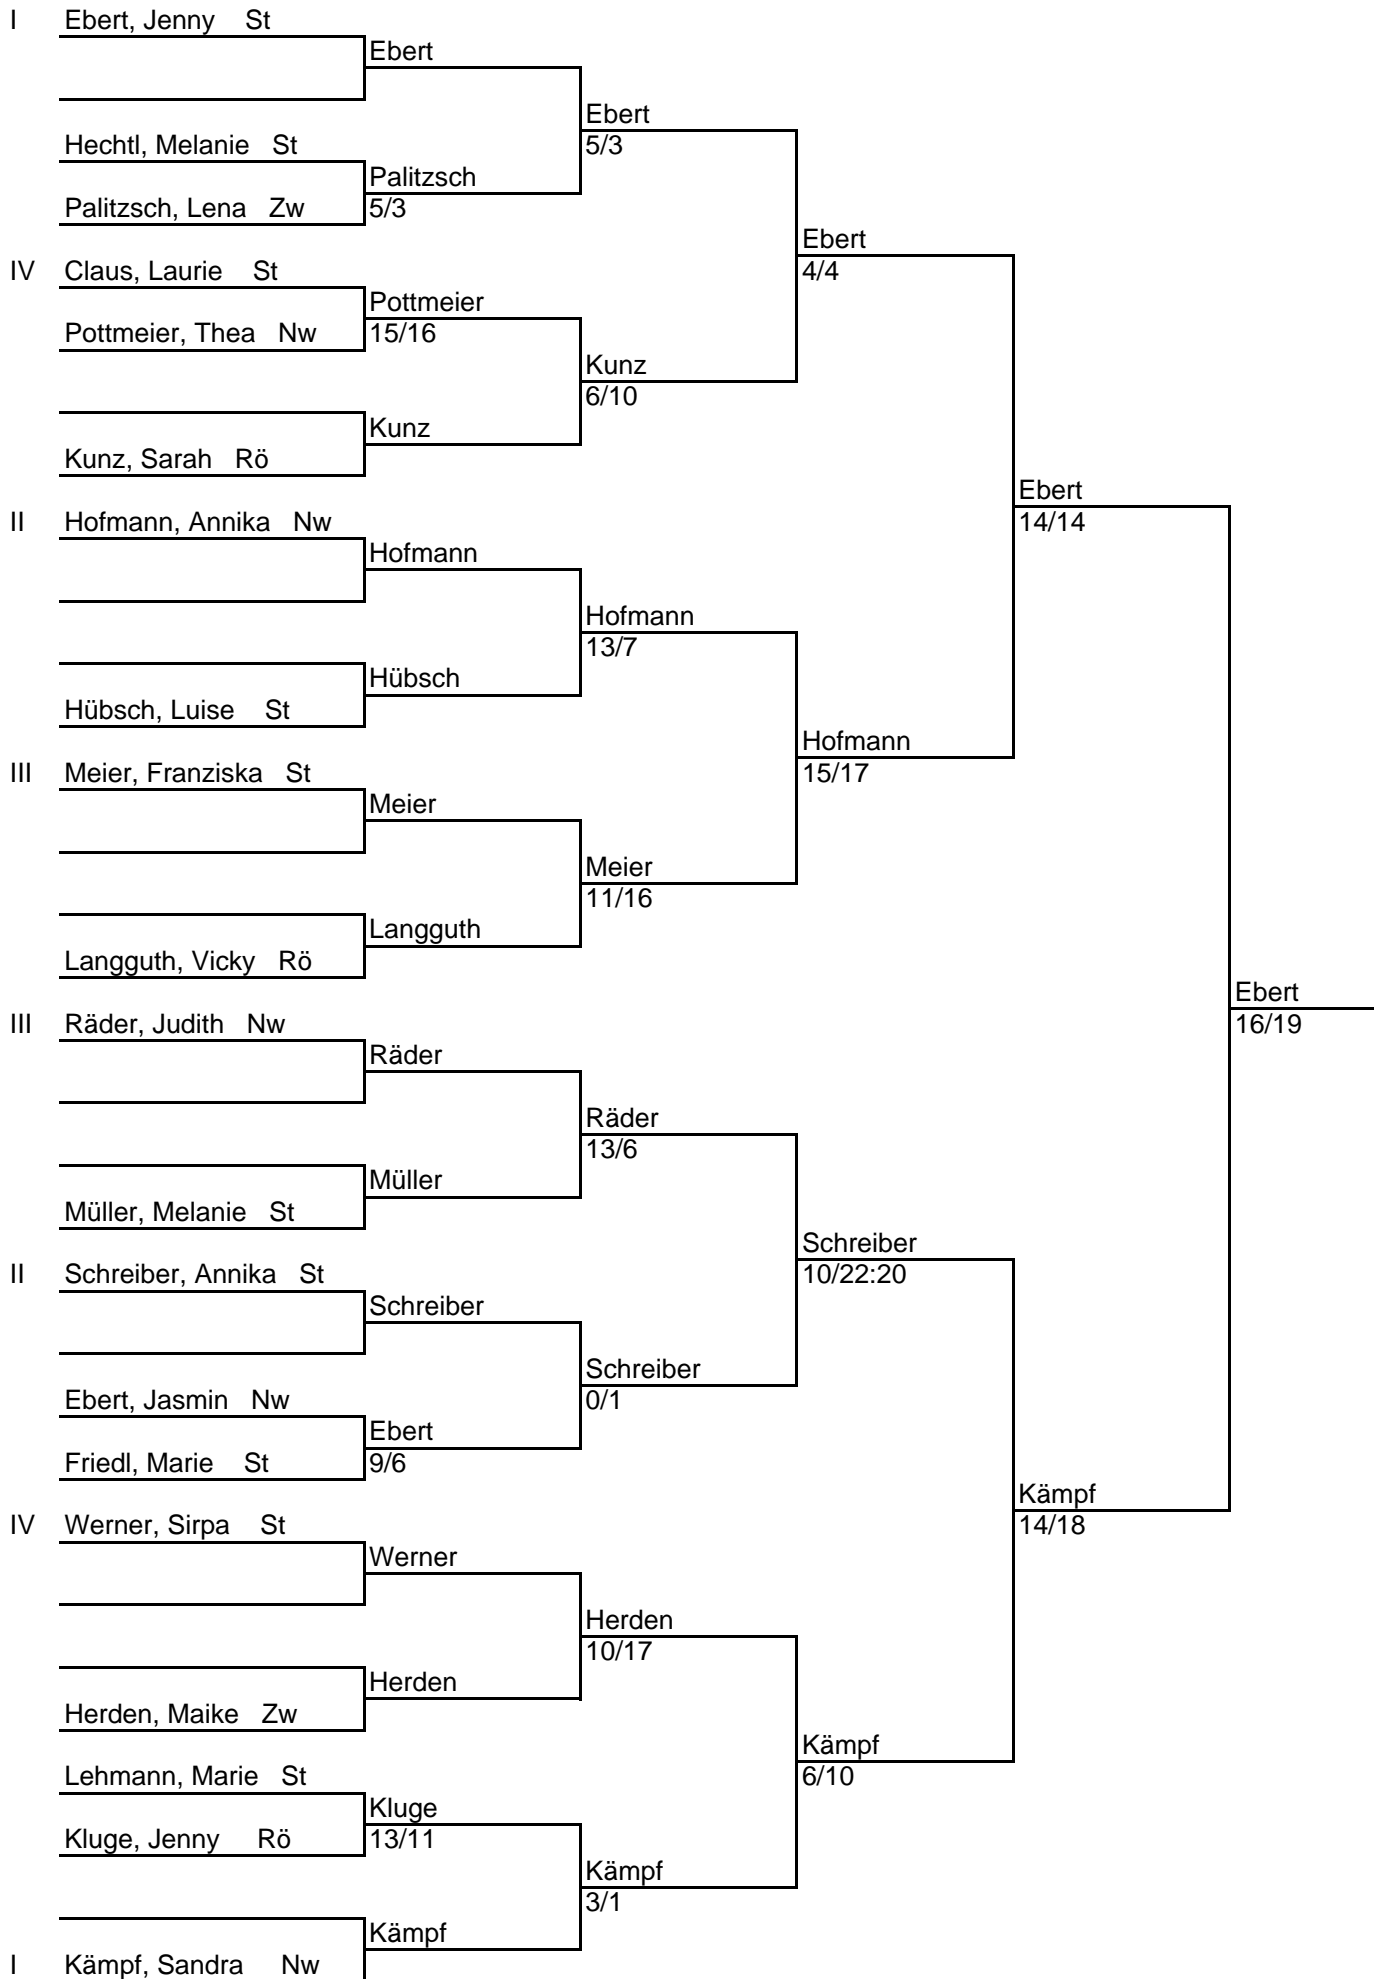 I Ebert, Jenny St
Ebert
Ebert
5/3
Hechtl, Melanie St
Palitzsch
5/3
Palitzsch, Lena Zw
Ebert
4/4
IV Claus, Laurie St
Pottmeier
15/16
Pottmeier, Thea Nw
Kunz
6/10
Kunz
Kunz, Sarah Rö
Ebert
14/14
II Hofmann, Annika Nw
Hofmann
Hofmann
13/7
Hübsch
Hübsch, Luise St
Hofmann
15/17
III Meier, Franziska St
Meier
Meier
11/16
Langguth
Langguth, Vicky Rö
Ebert
16/19
III Räder, Judith Nw
Räder
Räder
13/6
Müller
Müller, Melanie St
Schreiber
10/22:20
II Schreiber, Annika St
Schreiber
Schreiber
0/1
Ebert, Jasmin Nw
Ebert
9/6
Friedl, Marie St
Kämpf
14/18
IV Werner, Sirpa St
Werner
Herden
10/17
Herden
Herden, Maike Zw
Kämpf
6/10
Lehmann, Marie St
Kluge
13/11
Kluge, Jenny Rö
Kämpf
3/1
Kämpf
I Kämpf, Sandra Nw